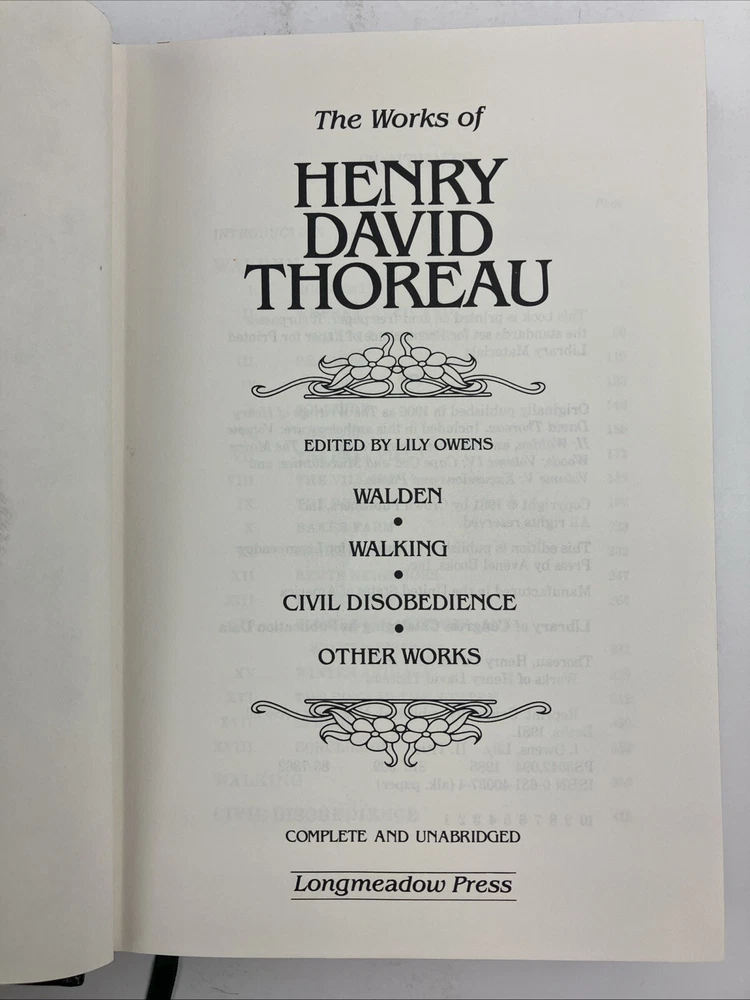 The Works of
HENRY
DAVID
THOREAU
EDITED BY LILY OWENS
WALDEN
•
WALKING
•
CIVIL DISOBEDIENCE
•
OTHER WORKS
COMPLETE AND UNABRIDGED
Longmeadow Press